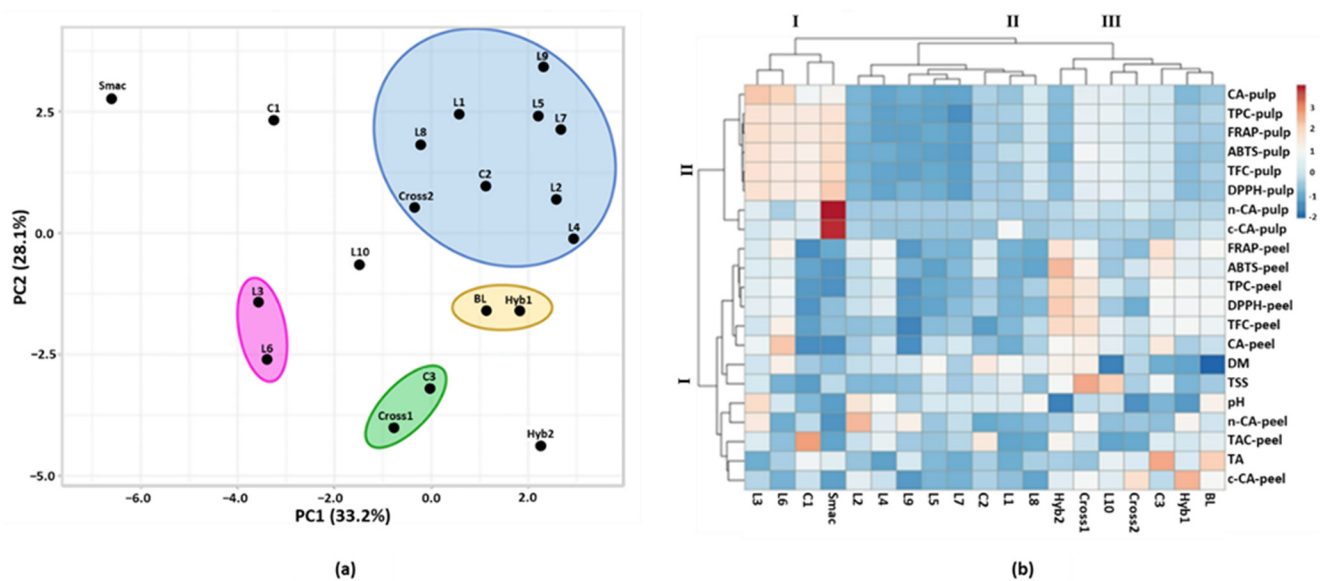 Smac
C1
L9
L1
L5
L7
L8
C2
L2
Cross2
L4
L10
L3
BL
Hyb1
L6
C3
Cross1
Hyb2
2.5
0.0
−2.5
−5.0
PC2 (28.1%)
−6.0
−4.0
−2.0
0.0
2.0
PC1 (33.2%)
(a)
I
II
III
II
I
CA-pulp
TPC-pulp
FRAP-pulp
ABTS-pulp
TFC-pulp
DPPH-pulp
n-CA-pulp
c-CA-pulp
FRAP-peel
ABTS-peel
TPC-peel
DPPH-peel
TFC-peel
CA-peel
DM
TSS
pH
n-CA-peel
TAC-peel
TA
c-CA-peel
3
2
1
0
-1
-2
L3
L6
C1
Smac
L2
L4
L9
L5
L7
C2
L1
L8
Hyb2
Cross1
L10
Cross2
C3
Hyb1
BL
(b)